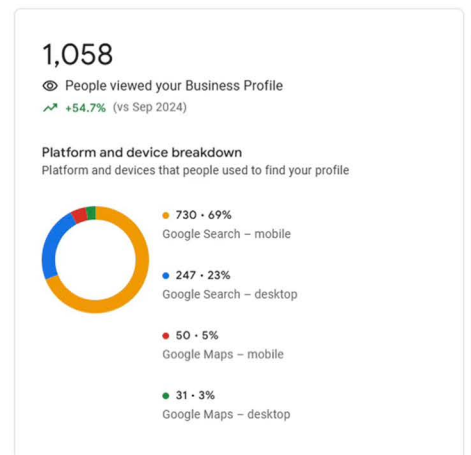 1,058
People viewed your Business Profile
+54.7% (vs Sep 2024)
Platform and device breakdown
Platform and devices that people used to find your profile
730 • 69%
Google Search – mobile
247 • 23%
Google Search – desktop
50 • 5%
Google Maps – mobile
31 • 3%
Google Maps – desktop